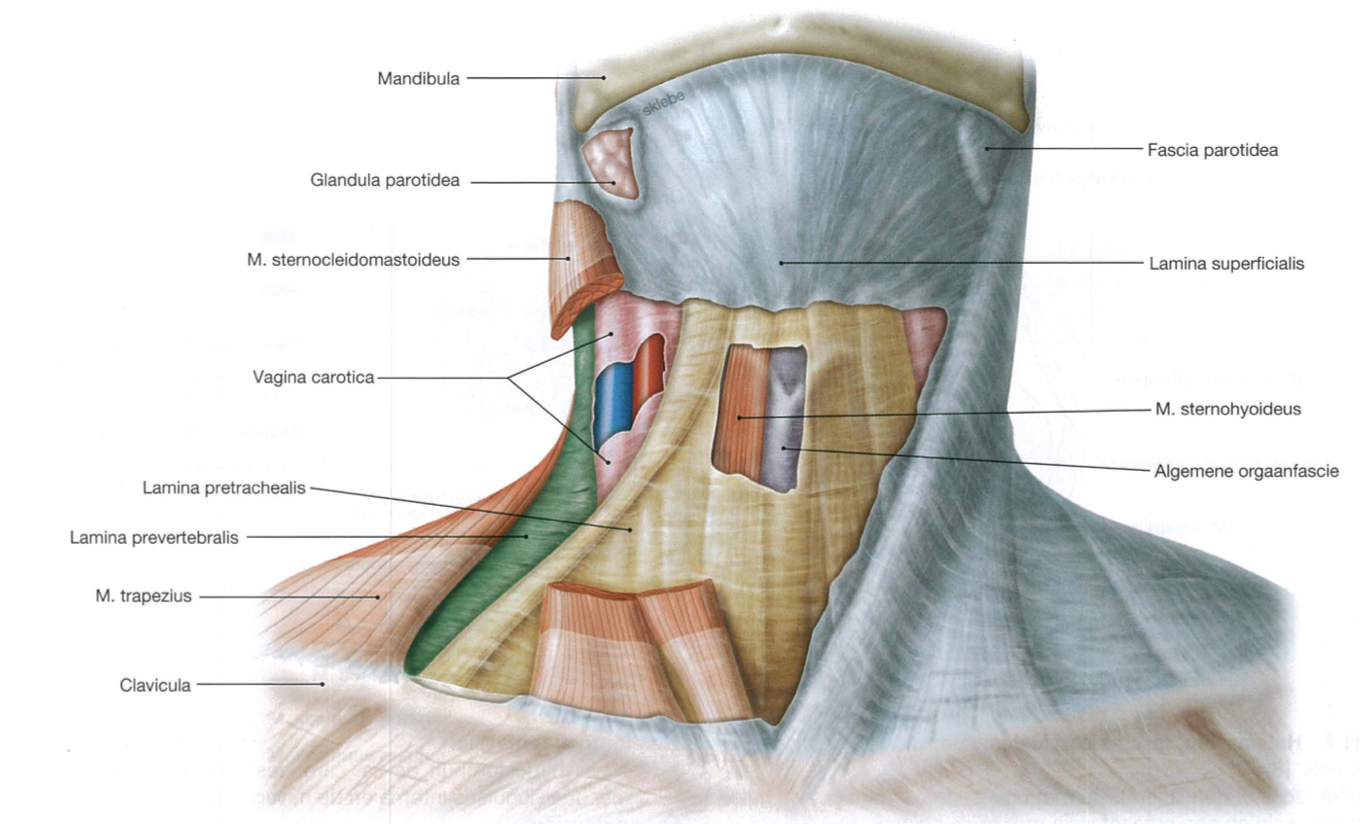 Mandibula
sklebe
Glandula parotidea
Fascia parotidea
M. sternocleidomastoideus
Lamina superficialis
Vagina carotica
M. sternohyoideus
Algemene orgaanfascie
Lamina pretrachealis
Lamina prevertebralis
M. trapezius
Clavicula